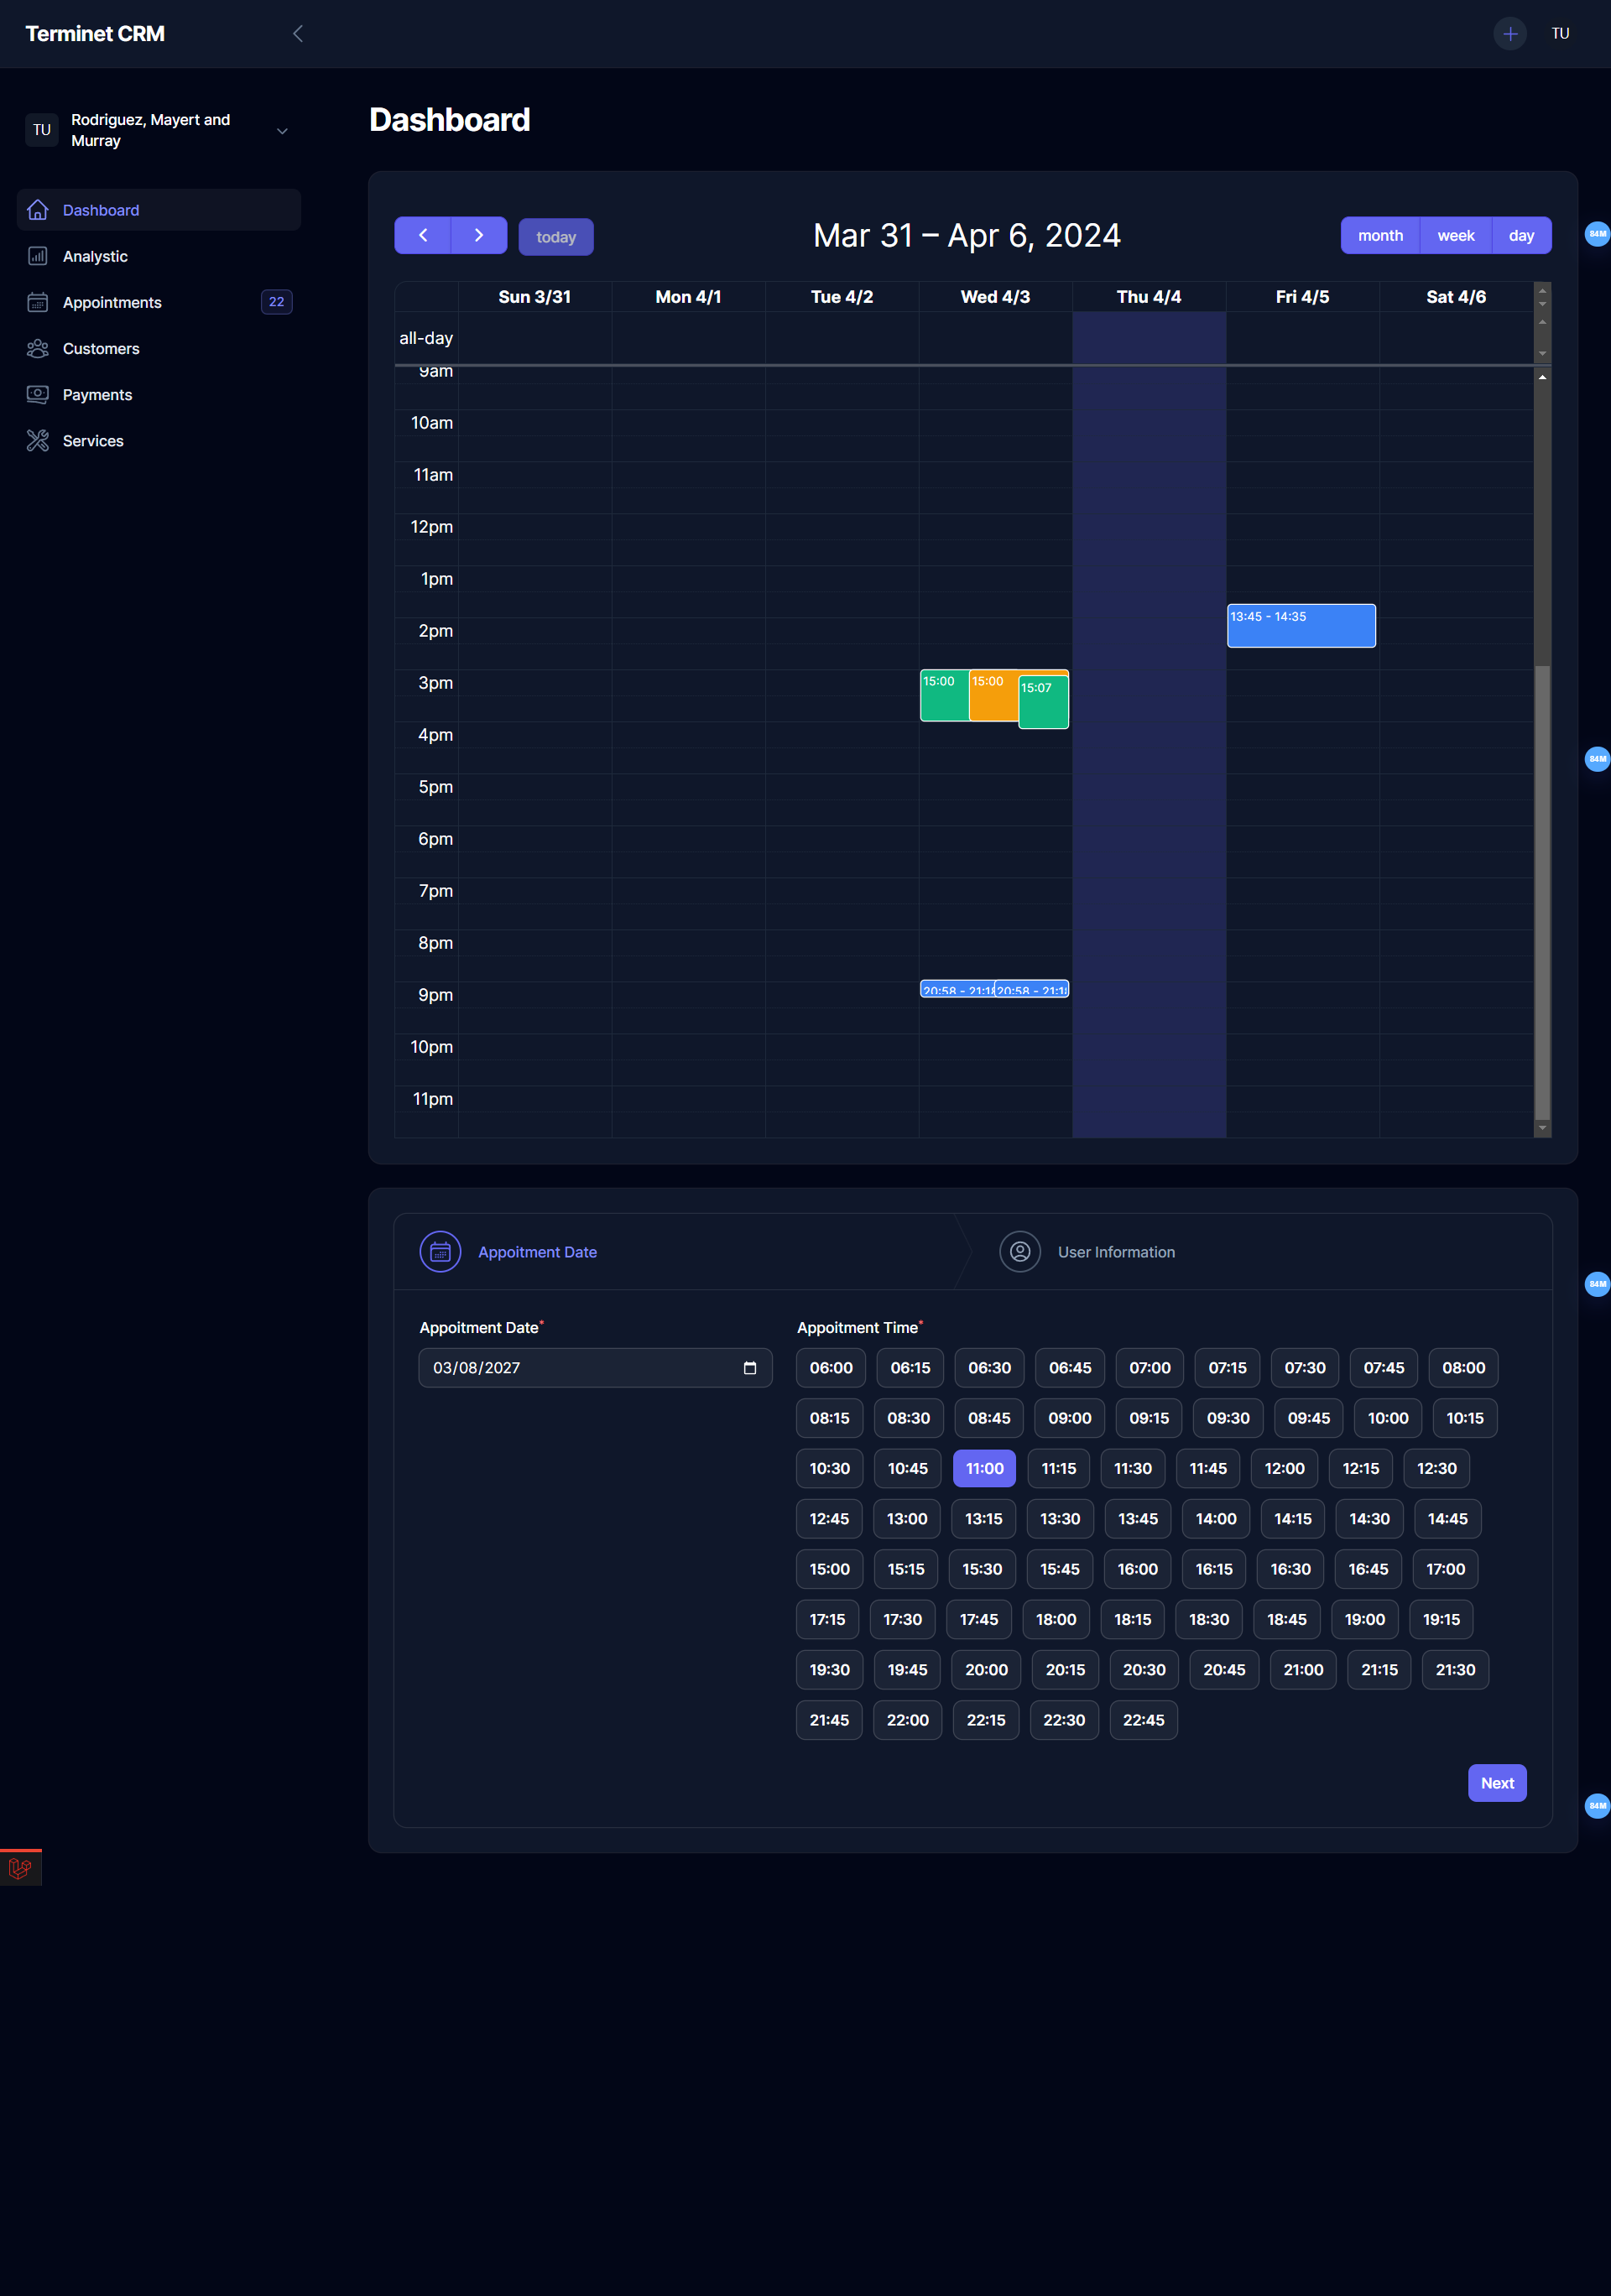 Terminet CRM
TU
TU
Rodriguez, Mayert and
Murray
Dashboard
Analystic
Appointments 22
Customers
Payments
Services
Dashboard
today
Mar 31 – Apr 6, 2024
month week day
Sun 3/31 Mon 4/1 Tue 4/2 Wed 4/3 Thu 4/4 Fri 4/5 Sat 4/6
all-day
9am
10am
11am
12pm
1pm
13:45 - 14:35
2pm
3pm
15:00 15:00 15:07
4pm
5pm
6pm
7pm
8pm
20:58 - 21:18 20:58 - 21:18
9pm
10pm
11pm
84M
84M
84M
84M
Appoitment Date
User Information
Appoitment Date*
03/08/2027
Appoitment Time*
06:00 06:15 06:30 06:45 07:00 07:15 07:30 07:45 08:00
08:15 08:30 08:45 09:00 09:15 09:30 09:45 10:00 10:15
10:30 10:45 11:00 11:15 11:30 11:45 12:00 12:15 12:30
12:45 13:00 13:15 13:30 13:45 14:00 14:15 14:30 14:45
15:00 15:15 15:30 15:45 16:00 16:15 16:30 16:45 17:00
17:15 17:30 17:45 18:00 18:15 18:30 18:45 19:00 19:15
19:30 19:45 20:00 20:15 20:30 20:45 21:00 21:15 21:30
21:45 22:00 22:15 22:30 22:45
Next